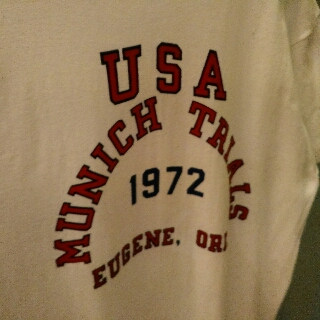 USA
MUNICH TRIALS
1972
EUGENE, ORE